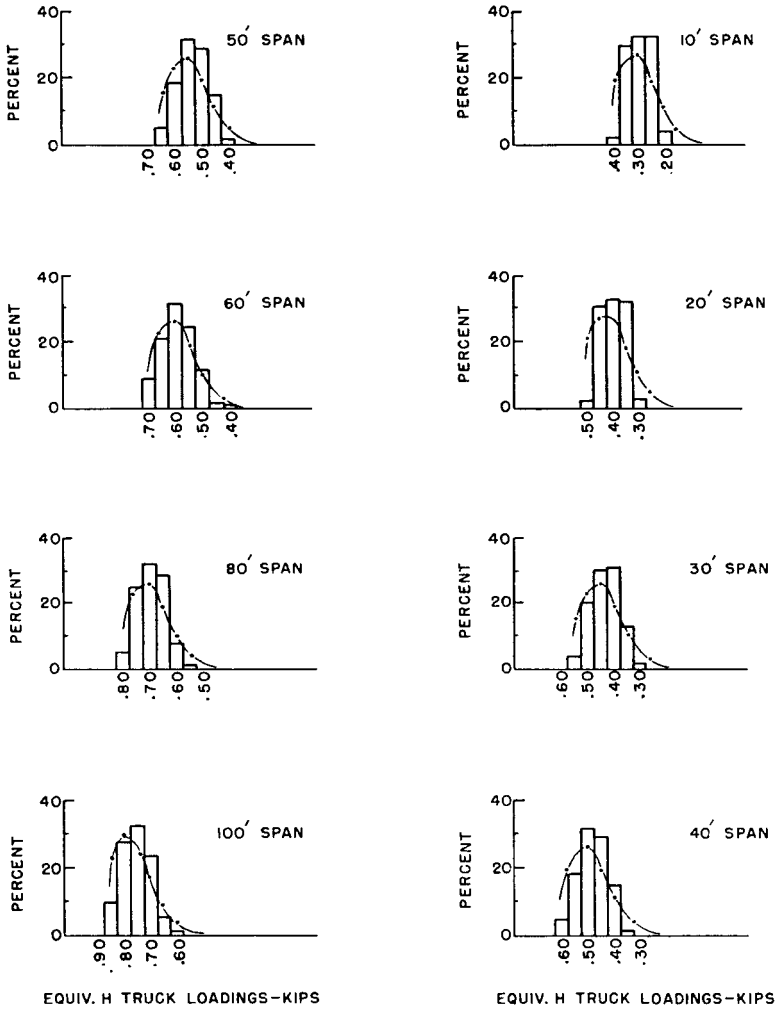 50' SPAN
PERCENT
40
20
0
.70 .60 .50 .40
60' SPAN
PERCENT
40
20
0
.70 .60 .50 .40
80' SPAN
PERCENT
40
20
0
.80 .70 .60 .50
100' SPAN
PERCENT
40
20
0
.90 .80 .70 .60
EQUIV. H TRUCK LOADINGS-KIPS
10' SPAN
PERCENT
40
20
0
.40 .30 .20
20' SPAN
PERCENT
40
20
0
.50 .40 .30
30' SPAN
PERCENT
40
20
0
.60 .50 .40 .30
40' SPAN
PERCENT
40
20
0
.60 .50 .40 .30
EQUIV. H TRUCK LOADINGS-KIPS